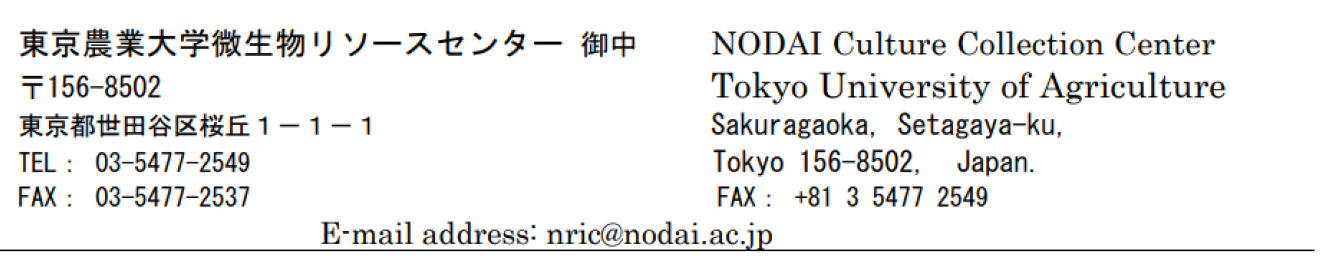 東京農業大学微生物リソースセンター 御中
〒156-8502
東京都世田谷区桜丘１－１－１
TEL： 03-5477-2549
FAX： 03-5477-2537
NODAI Culture Collection Center
Tokyo University of Agriculture
Sakuragaoka, Setagaya-ku,
Tokyo 156-8502, Japan.
FAX： +81 3 5477 2549
E-mail address: nric@nodai.ac.jp